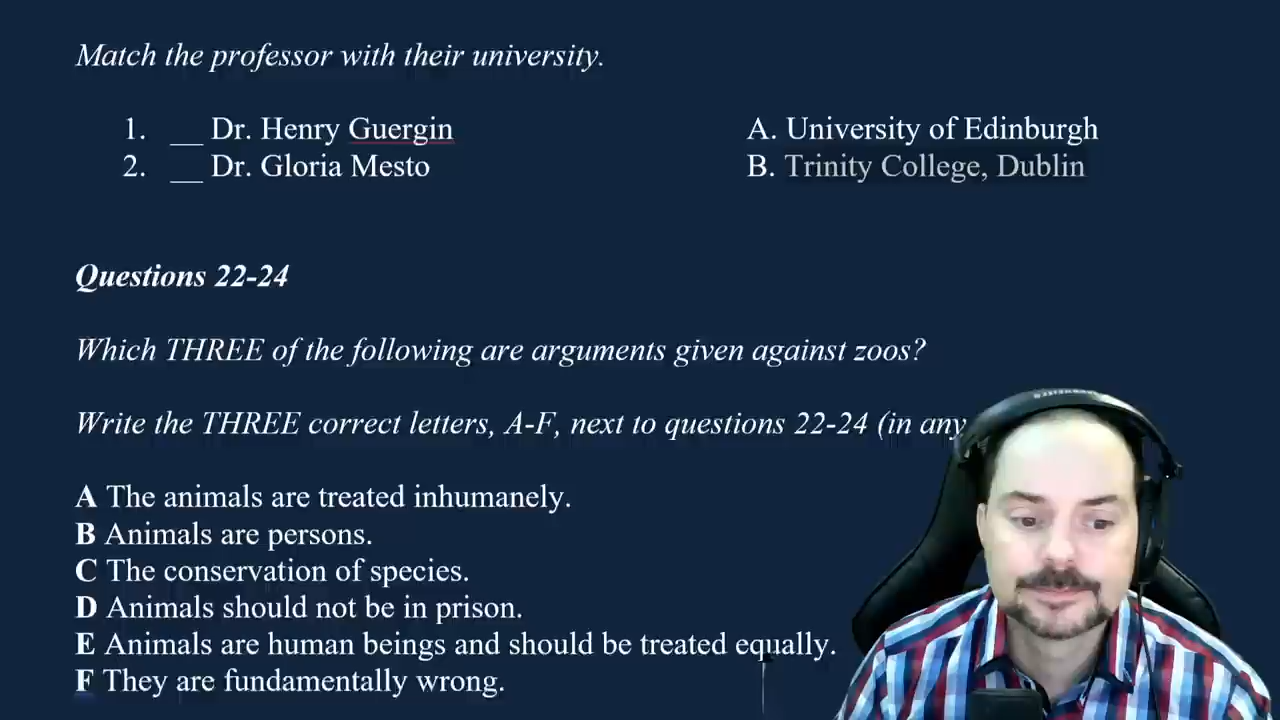 Match the professor with their university.
1. __ Dr. Henry Guergin A. University of Edinburgh
2. __ Dr. Gloria Mesto B. Trinity College, Dublin
Questions 22-24
Which THREE of the following are arguments given against zoos?
Write the THREE correct letters, A-F, next to questions 22-24 (in any
A The animals are treated inhumanely.
B Animals are persons.
C The conservation of species.
D Animals should not be in prison.
E Animals are human beings and should be treated equally.
F They are fundamentally wrong.